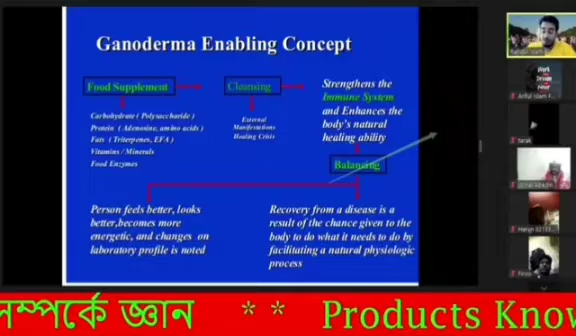 Ganoderma Enabling Concept
Food Supplement
Cleansing
Strengthens the
Immune System
and Enhances the
body's natural
healing ability
Carbohydrate ( Polysaccharide)
Protein ( Adenosine, amino acids)
Fats ( Triterpenes, EFA)
Vitamins / Minerals
Food Enzymes
External
Manifestations
Healing Crisis
Balancing
Person feels better, looks
better,becomes more
energetic, and changes on
laboratory profile is noted
Recovery from a disease is a
result of the chance given to the
body to do what it needs to do by
facilitating a natural physiologic
process
tarak
সম্পর্কে জ্ঞান * * Products Know